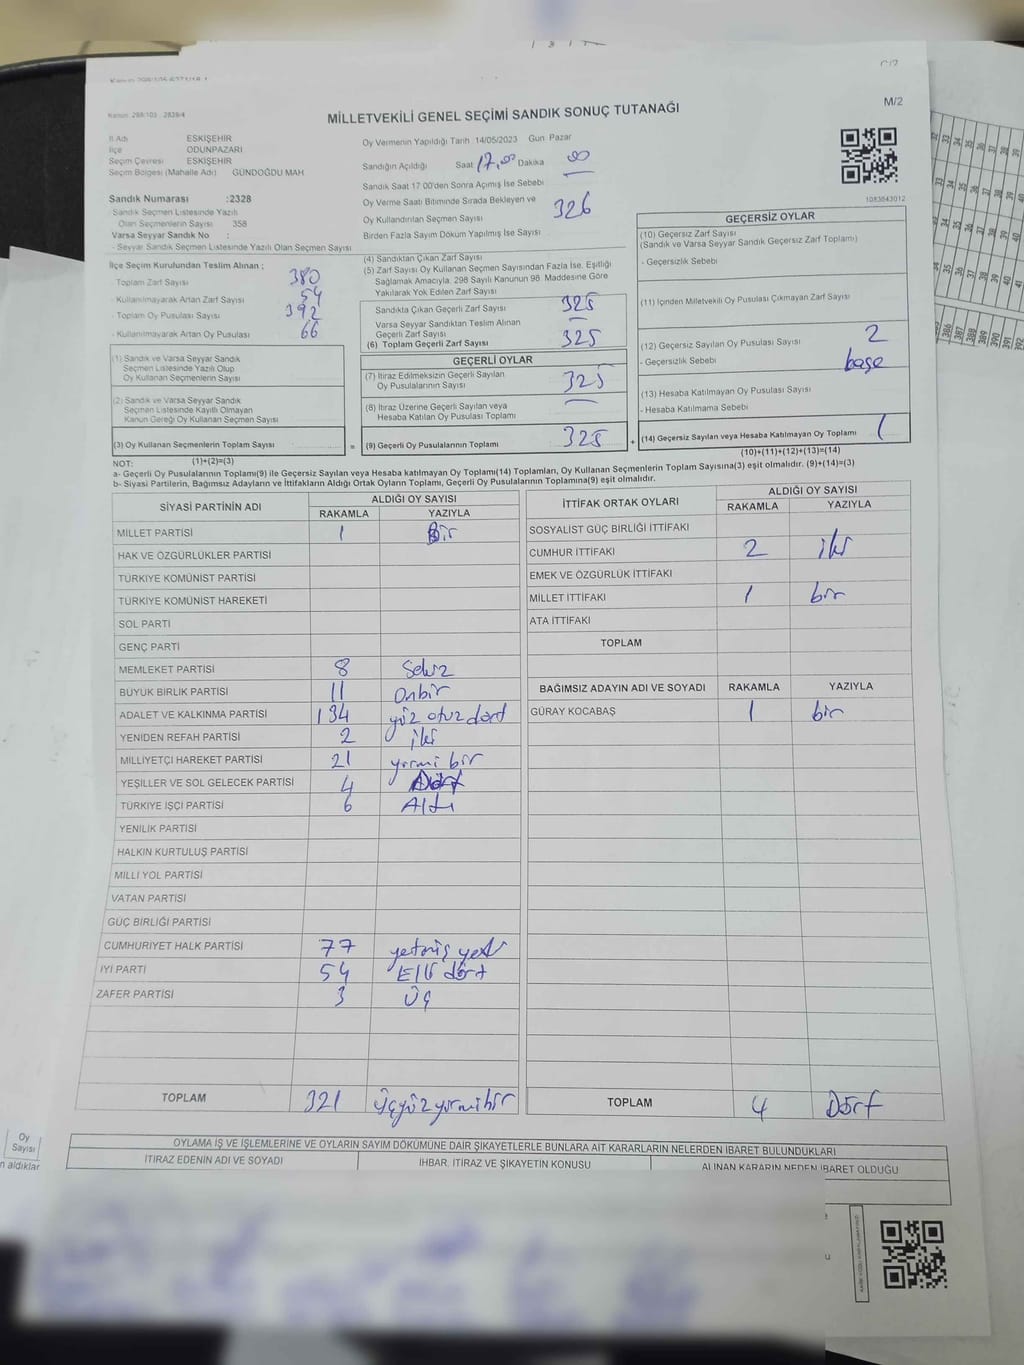 Kanun: 298/103 2839/4
MİLLETVEKİLİ GENEL SEÇİMİ SANDIK SONUÇ TUTANAĞI
M/2
İl Adı ESKİŞEHİR
İlçe ODUNPAZARI
Seçim Çevresi ESKİŞEHİR
Seçim Bölgesi (Mahalle Adı) GÜNDOĞDU MAH.
Sandık Numarası :2328
Sandık Seçmen Listesinde Yazılı
Olan Seçmenlerin Sayısı 358
Varsa Seyyar Sandık No :
- Seyyar Sandık Seçmen Listesinde Yazılı Olan Seçmen Sayısı
Oy Vermenin Yapıldığı Tarih :14/05/2023 Gün: Pazar
Sandığın Açıldığı Saat 17,00 Dakika 00
Sandık Saat 17:00'den Sonra Açımış İse Sebebi
Oy Verme Saati Bitiminde Sırada Bekleyen ve
Oy Kullandırılan Seçmen Sayısı 326
Birden Fazla Sayım Döküm Yapılmış İse Sayısı
1083643012
İlçe Seçim Kurulundan Teslim Alınan ;
- Toplam Zarf Sayısı 380
- Kullanılmayarak Artan Zarf Sayısı 54
- Toplam Oy Pusulası Sayısı 392
- Kullanılmayarak Artan Oy Pusulası 66
(1) Sandık ve Varsa Seyyar Sandık
Seçmen Listesinde Yazılı Olup
Oy Kullanan Seçmenlerin Sayısı
(2) Sandık ve Varsa Seyyar Sandık
Seçmen Listesinde Kayıtlı Olmayan
Kanun Gereği Oy Kullanan Seçmen Sayısı
(3) Oy Kullanan Seçmenlerin Toplam Sayısı =
(1)+(2)=(3)
(4) Sandıktan Çıkan Zarf Sayısı
(5) Zarf Sayısı Oy Kullanan Seçmen Sayısından Fazla İse, Eşitliği
Sağlamak Amacıyla, 298 Sayılı Kanunun 98. Maddesine Göre
Yakılarak Yok Edilen Zarf Sayısı
Sandıkta Çıkan Geçerli Zarf Sayısı 325
Varsa Seyyar Sandıktan Teslim Alınan
Geçerli Zarf Sayısı —
(6) Toplam Geçerli Zarf Sayısı 325
GEÇERLİ OYLAR
(7) İtiraz Edilmeksizin Geçerli Sayılan
Oy Pusulalarının Sayısı 325
(8) İtiraz Üzerine Geçerli Sayılan veya
Hesaba Katılan Oy Pusulası Toplamı —
(9) Geçerli Oy Pusulalarının Toplamı 325 +
GEÇERSİZ OYLAR
(10) Geçersiz Zarf Sayısı
(Sandık ve Varsa Seyyar Sandık Geçersiz Zarf Toplamı)
- Geçersizlik Sebebi
(11) İçinden Milletvekili Oy Pusulası Çıkmayan Zarf Sayısı
(12) Geçersiz Sayılan Oy Pusulası Sayısı 2
- Geçersizlik Sebebi
(13) Hesaba Katılmayan Oy Pusulası Sayısı
- Hesaba Katılmama Sebebi
(14) Geçersiz Sayılan veya Hesaba Katılmayan Oy Toplamı 1
(10)+(11)+(12)+(13)=(14)
NOT:
a- Geçerli Oy Pusulalarının Toplamı(9) ile Geçersiz Sayılan veya Hesaba katılmayan Oy Toplamı(14) Toplamları, Oy Kullanan Seçmenlerin Toplam Sayısına(3) eşit olmalıdır. (9)+(14)=(3)
b- Siyasi Partilerin, Bağımsız Adayların ve İttifakların Aldığı Ortak Oyların Toplamı, Geçerli Oy Pusulalarının Toplamına(9) eşit olmalıdır.
SİYASİ PARTİNİN ADI ALDIĞI OY SAYISI
RAKAMLA YAZIYLA
MİLLET PARTİSİ 1 Bir
HAK VE ÖZGÜRLÜKLER PARTİSİ
TÜRKİYE KOMÜNİST PARTİSİ
TÜRKİYE KOMÜNİST HAREKETİ
SOL PARTİ
GENÇ PARTİ
MEMLEKET PARTİSİ 8 Sekiz
BÜYÜK BİRLİK PARTİSİ 11 Onbir
ADALET VE KALKINMA PARTİSİ 134 yüz otuz dört
YENİDEN REFAH PARTİSİ 2 iki
MİLLİYETÇİ HAREKET PARTİSİ 21 yirmi bir
YEŞİLLER VE SOL GELECEK PARTİSİ 4 Dört
TÜRKİYE İŞÇİ PARTİSİ 6 Altı
YENİLİK PARTİSİ
HALKIN KURTULUŞ PARTİSİ
MİLLİ YOL PARTİSİ
VATAN PARTİSİ
GÜÇ BİRLİĞİ PARTİSİ
CUMHURİYET HALK PARTİSİ 77 yetmiş yedi
İYİ PARTİ 54 Elli dört
ZAFER PARTİSİ 3 Üç
TOPLAM 321 Üçyüzyirmibir
İTTİFAK ORTAK OYLARI ALDIĞI OY SAYISI
RAKAMLA YAZIYLA
SOSYALİST GÜÇ BİRLİĞİ İTTİFAKI
CUMHUR İTTİFAKI 2 iki
EMEK VE ÖZGÜRLÜK İTTİFAKI
MİLLET İTTİFAKI 1 bir
ATA İTTİFAKI
TOPLAM
BAĞIMSIZ ADAYIN ADI VE SOYADI RAKAMLA YAZIYLA
GÜRAY KOCABAŞ 1 bir
TOPLAM 4 Dört
OYLAMA İŞ VE İŞLEMLERİNE VE OYLARIN SAYIM DÖKÜMÜNE DAİR ŞİKAYETLERLE BUNLARA AİT KARARLARIN NELERDEN İBARET BULUNDUKLARI
İTİRAZ EDENİN ADI VE SOYADI İHBAR, İTİRAZ VE ŞİKAYETİN KONUSU ALINAN KARARIN NEDEN İBARET OLDUĞU
Oy
Sayısı
n aldıklar